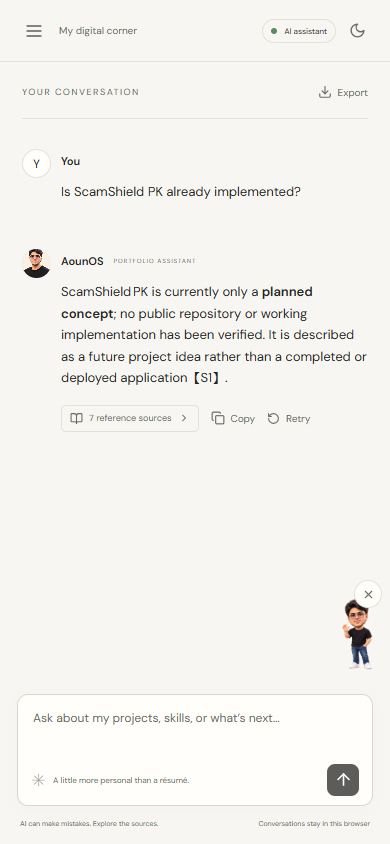 My digital corner
AI assistant
YOUR CONVERSATION
Export
Y
You
Is ScamShield PK already implemented?
AounOS PORTFOLIO ASSISTANT
ScamShield PK is currently only a planned
concept; no public repository or working
implementation has been verified. It is described
as a future project idea rather than a completed or
deployed application【S1】.
7 reference sources
Copy
Retry
Ask about my projects, skills, or what's next...
A little more personal than a résumé.
AI can make mistakes. Explore the sources.
Conversations stay in this browser